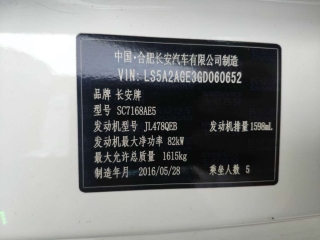 中国·合肥长安汽车有限公司制造
VIN: LS5A2AGE3GD060652
品牌 长安牌
型号 SC7168AE5
发动机型号 JL478QEB 发动机排量 1598mL
发动机最大净功率 82kW
最大允许总质量 1615kg
制造年月 2016/05/28 乘坐人数 5